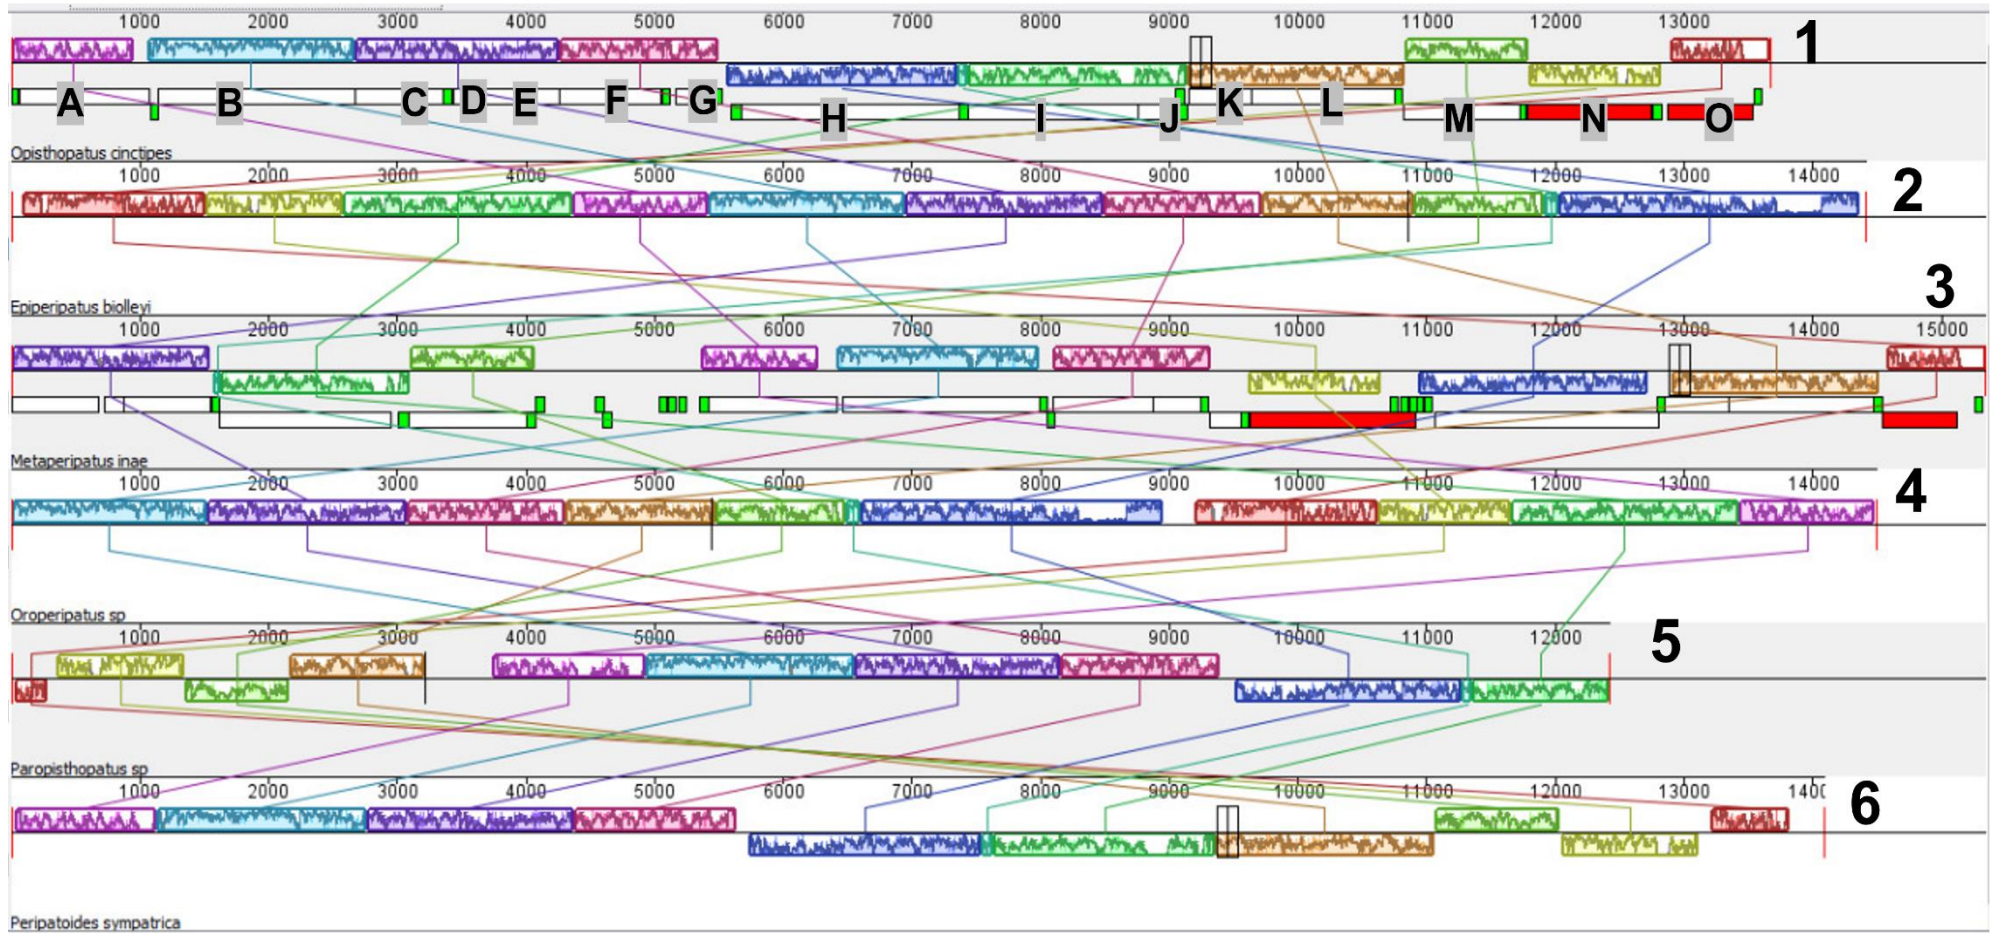 1000 2000 3000 4000 5000 6000 7000 8000 9000 10000 11000 12000 13000
1
A B C D E F G H I J K L M N O
Opisthopatus cinctipes
1000 2000 3000 4000 5000 6000 7000 8000 9000 10000 11000 12000 13000 14000
2
Epiperipatus biolleyi
3
1000 2000 3000 4000 5000 6000 7000 8000 9000 10000 11000 12000 13000 14000 15000
Metaperipatus inae
1000 2000 3000 4000 5000 6000 7000 8000 9000 10000 11000 12000 13000 14000
4
Oroperipatus sp
1000 2000 3000 4000 5000 6000 7000 8000 9000 10000 11000 12000
5
Paropisthopatus sp
1000 2000 3000 4000 5000 6000 7000 8000 9000 10000 11000 12000 13000
6
Peripatoides sympatrica